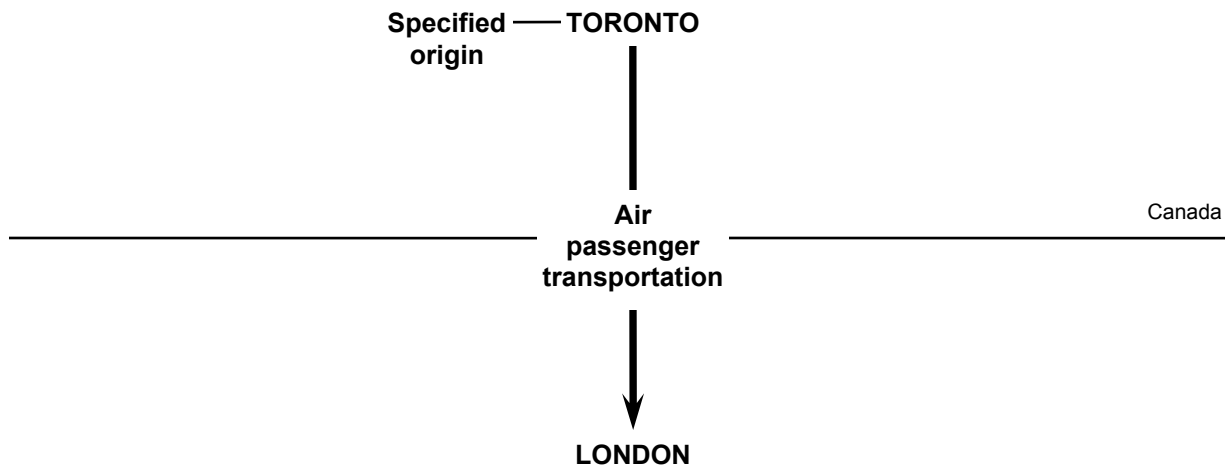 Specified
origin
TORONTO
Air
passenger
transportation
Canada
LONDON